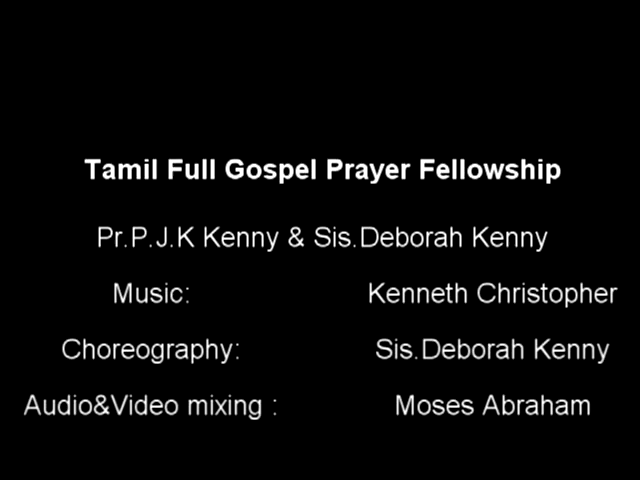 Tamil Full Gospel Prayer Fellowship
Pr.P.J.K Kenny & Sis.Deborah Kenny
Music: Kenneth Christopher
Choreography: Sis.Deborah Kenny
Audio&Video mixing : Moses Abraham